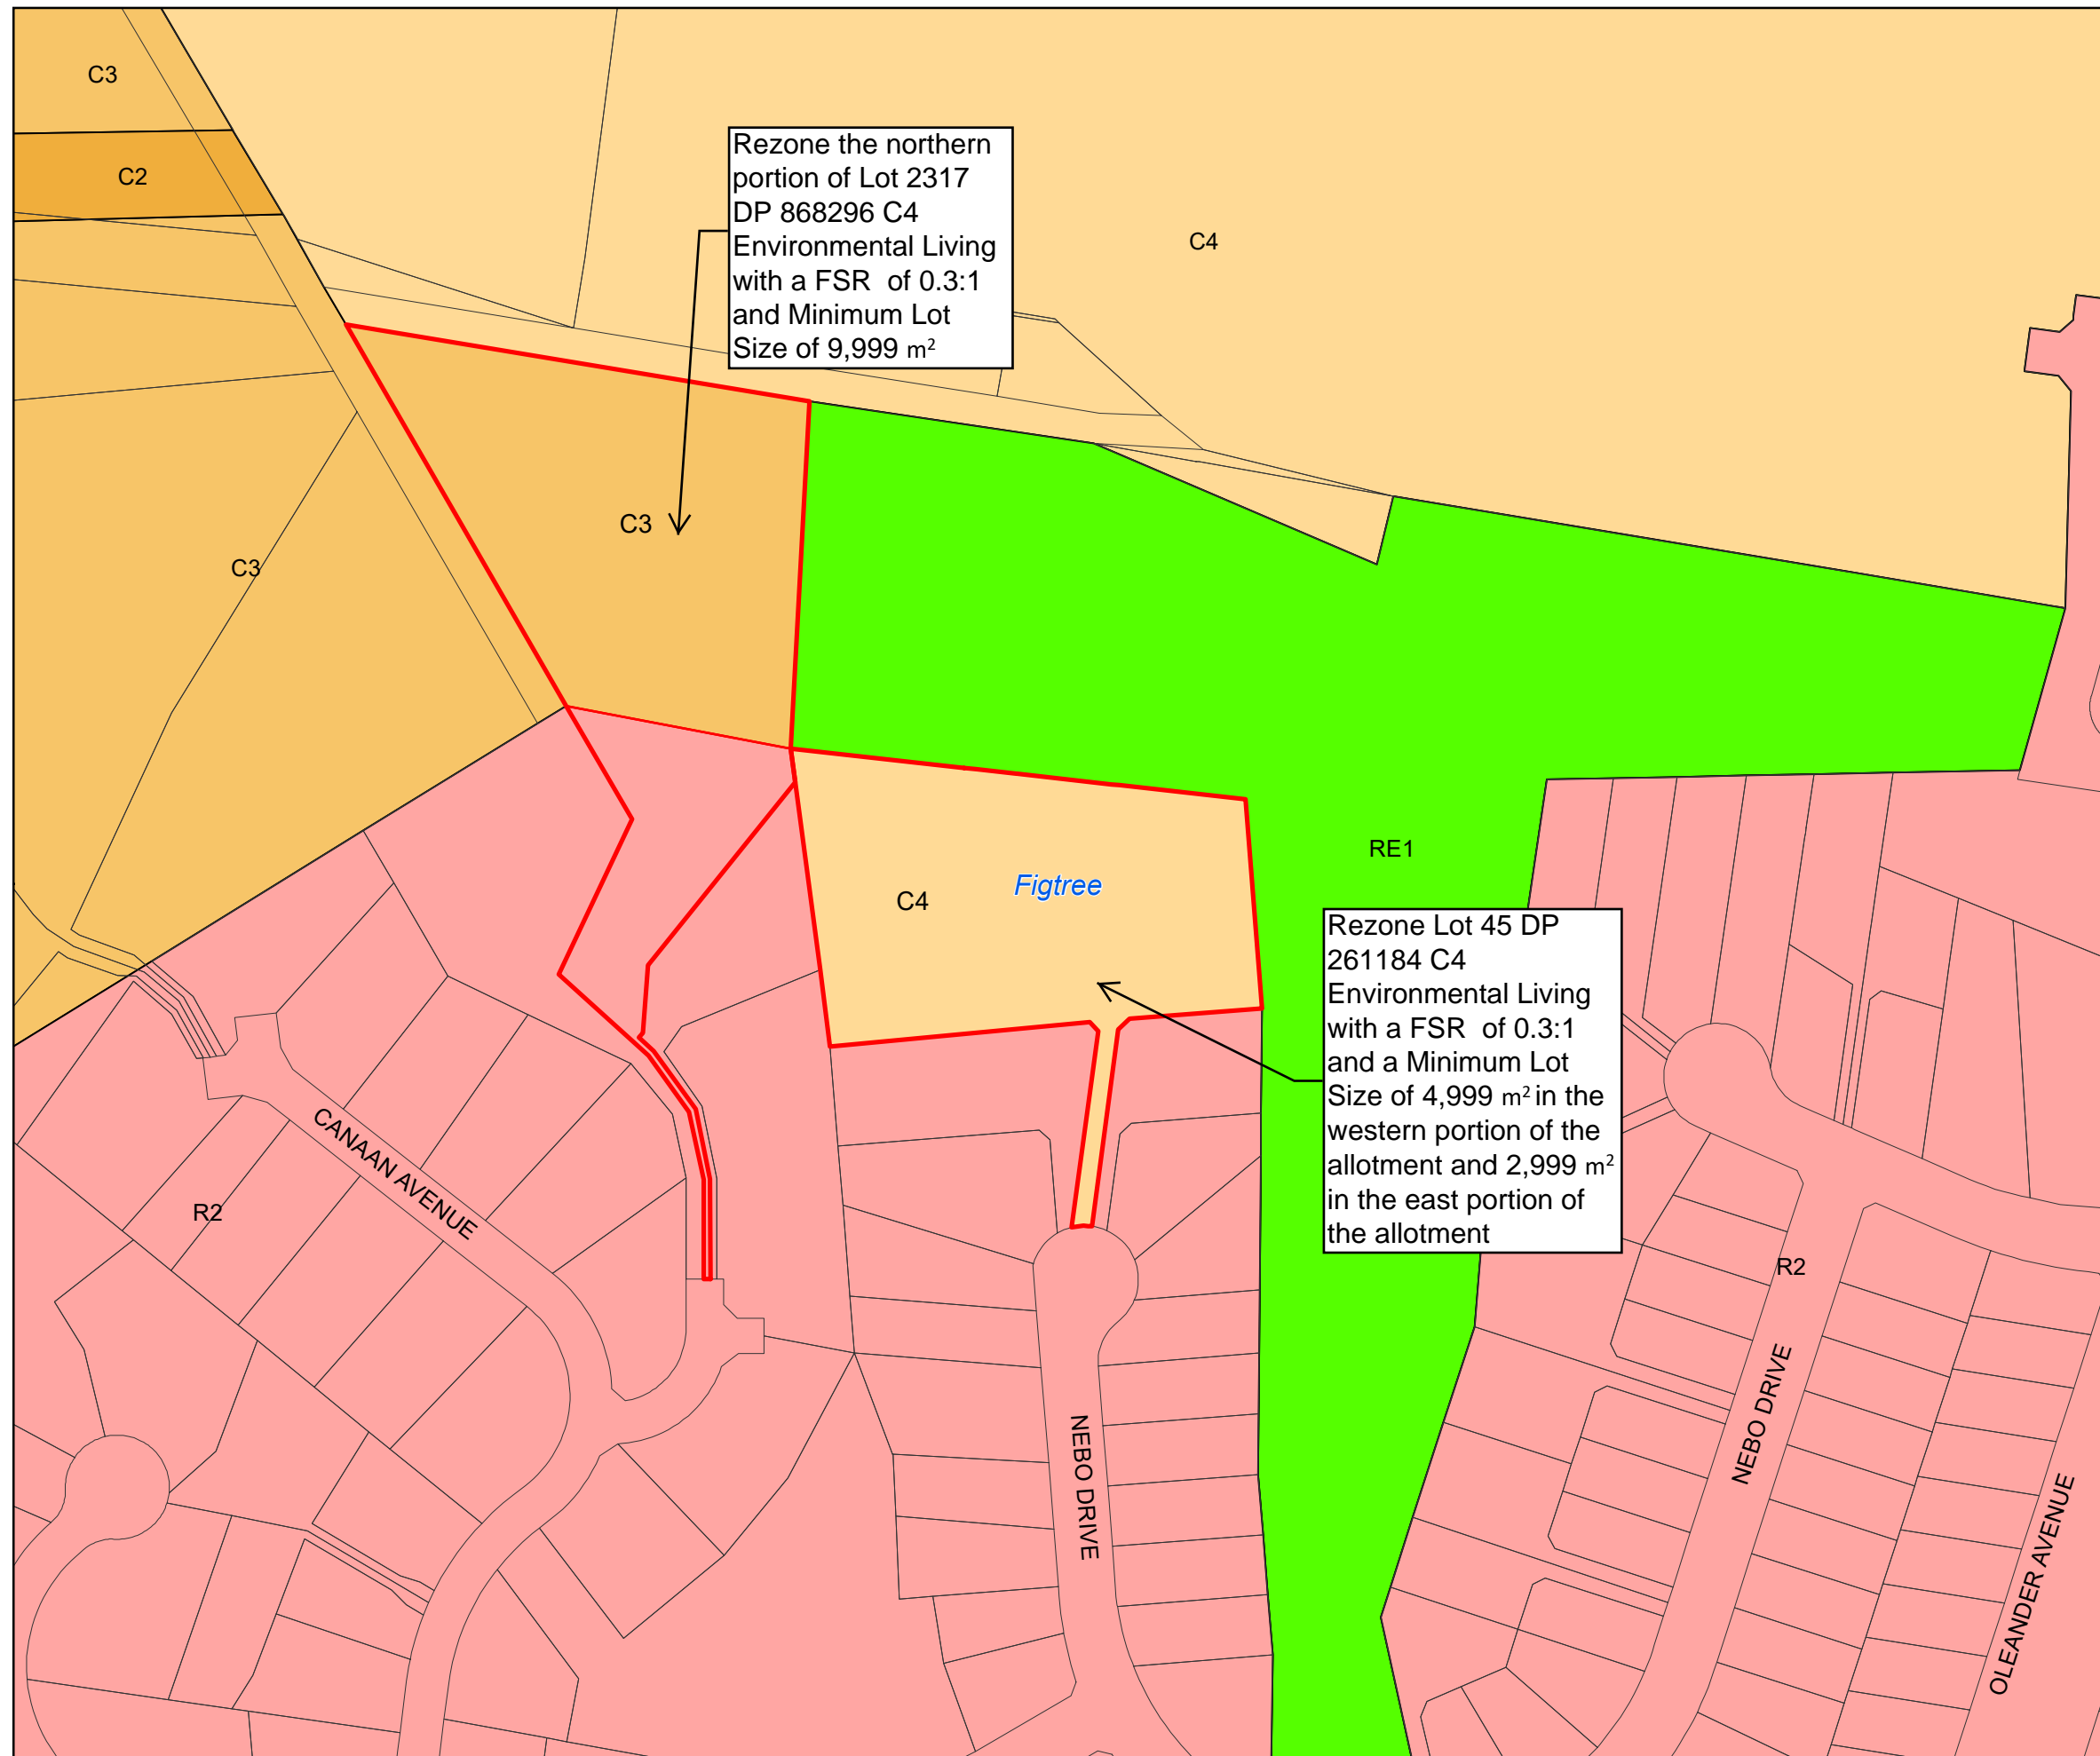 C3
C2
Rezone the northern
portion of Lot 2317
DP 868296 C4
Environmental Living
with a FSR of 0.3:1
and Minimum Lot
Size of 9,999 m²
C4
C3
C3
RE1
Figtree
C4
Rezone Lot 45 DP
261184 C4
Environmental Living
with a FSR of 0.3:1
and a Minimum Lot
Size of 4,999 m² in the
western portion of the
allotment and 2,999 m²
in the east portion of
the allotment
CANAAN AVENUE
R2
R2
NEBO DRIVE
NEBO DRIVE
OLEANDER AVENUE